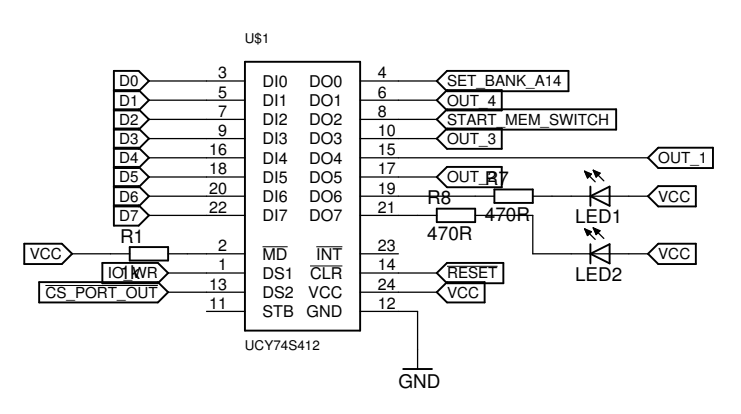 U$1
D0 3 DI0 DO0 4 SET_BANK_A14
D1 5 DI1 DO1 6 OUT_4
D2 7 DI2 DO2 8 START_MEM_SWITCH
D3 9 DI3 DO3 10 OUT_3
D4 16 DI4 DO4 15 OUT_1
D5 18 DI5 DO5 17 OUT_
R7
D6 20 DI6 DO6 19 VCC
R8
470R
LED1
D7 22 DI7 DO7 21
470R
R1
VCC 2 MD INT 23 VCC
IO_WR 1 DS1 CLR 14 RESET
1k
LED2
CS_PORT_OUT 13 DS2 VCC 24 VCC
11 STB GND 12
UCY74S412
GND